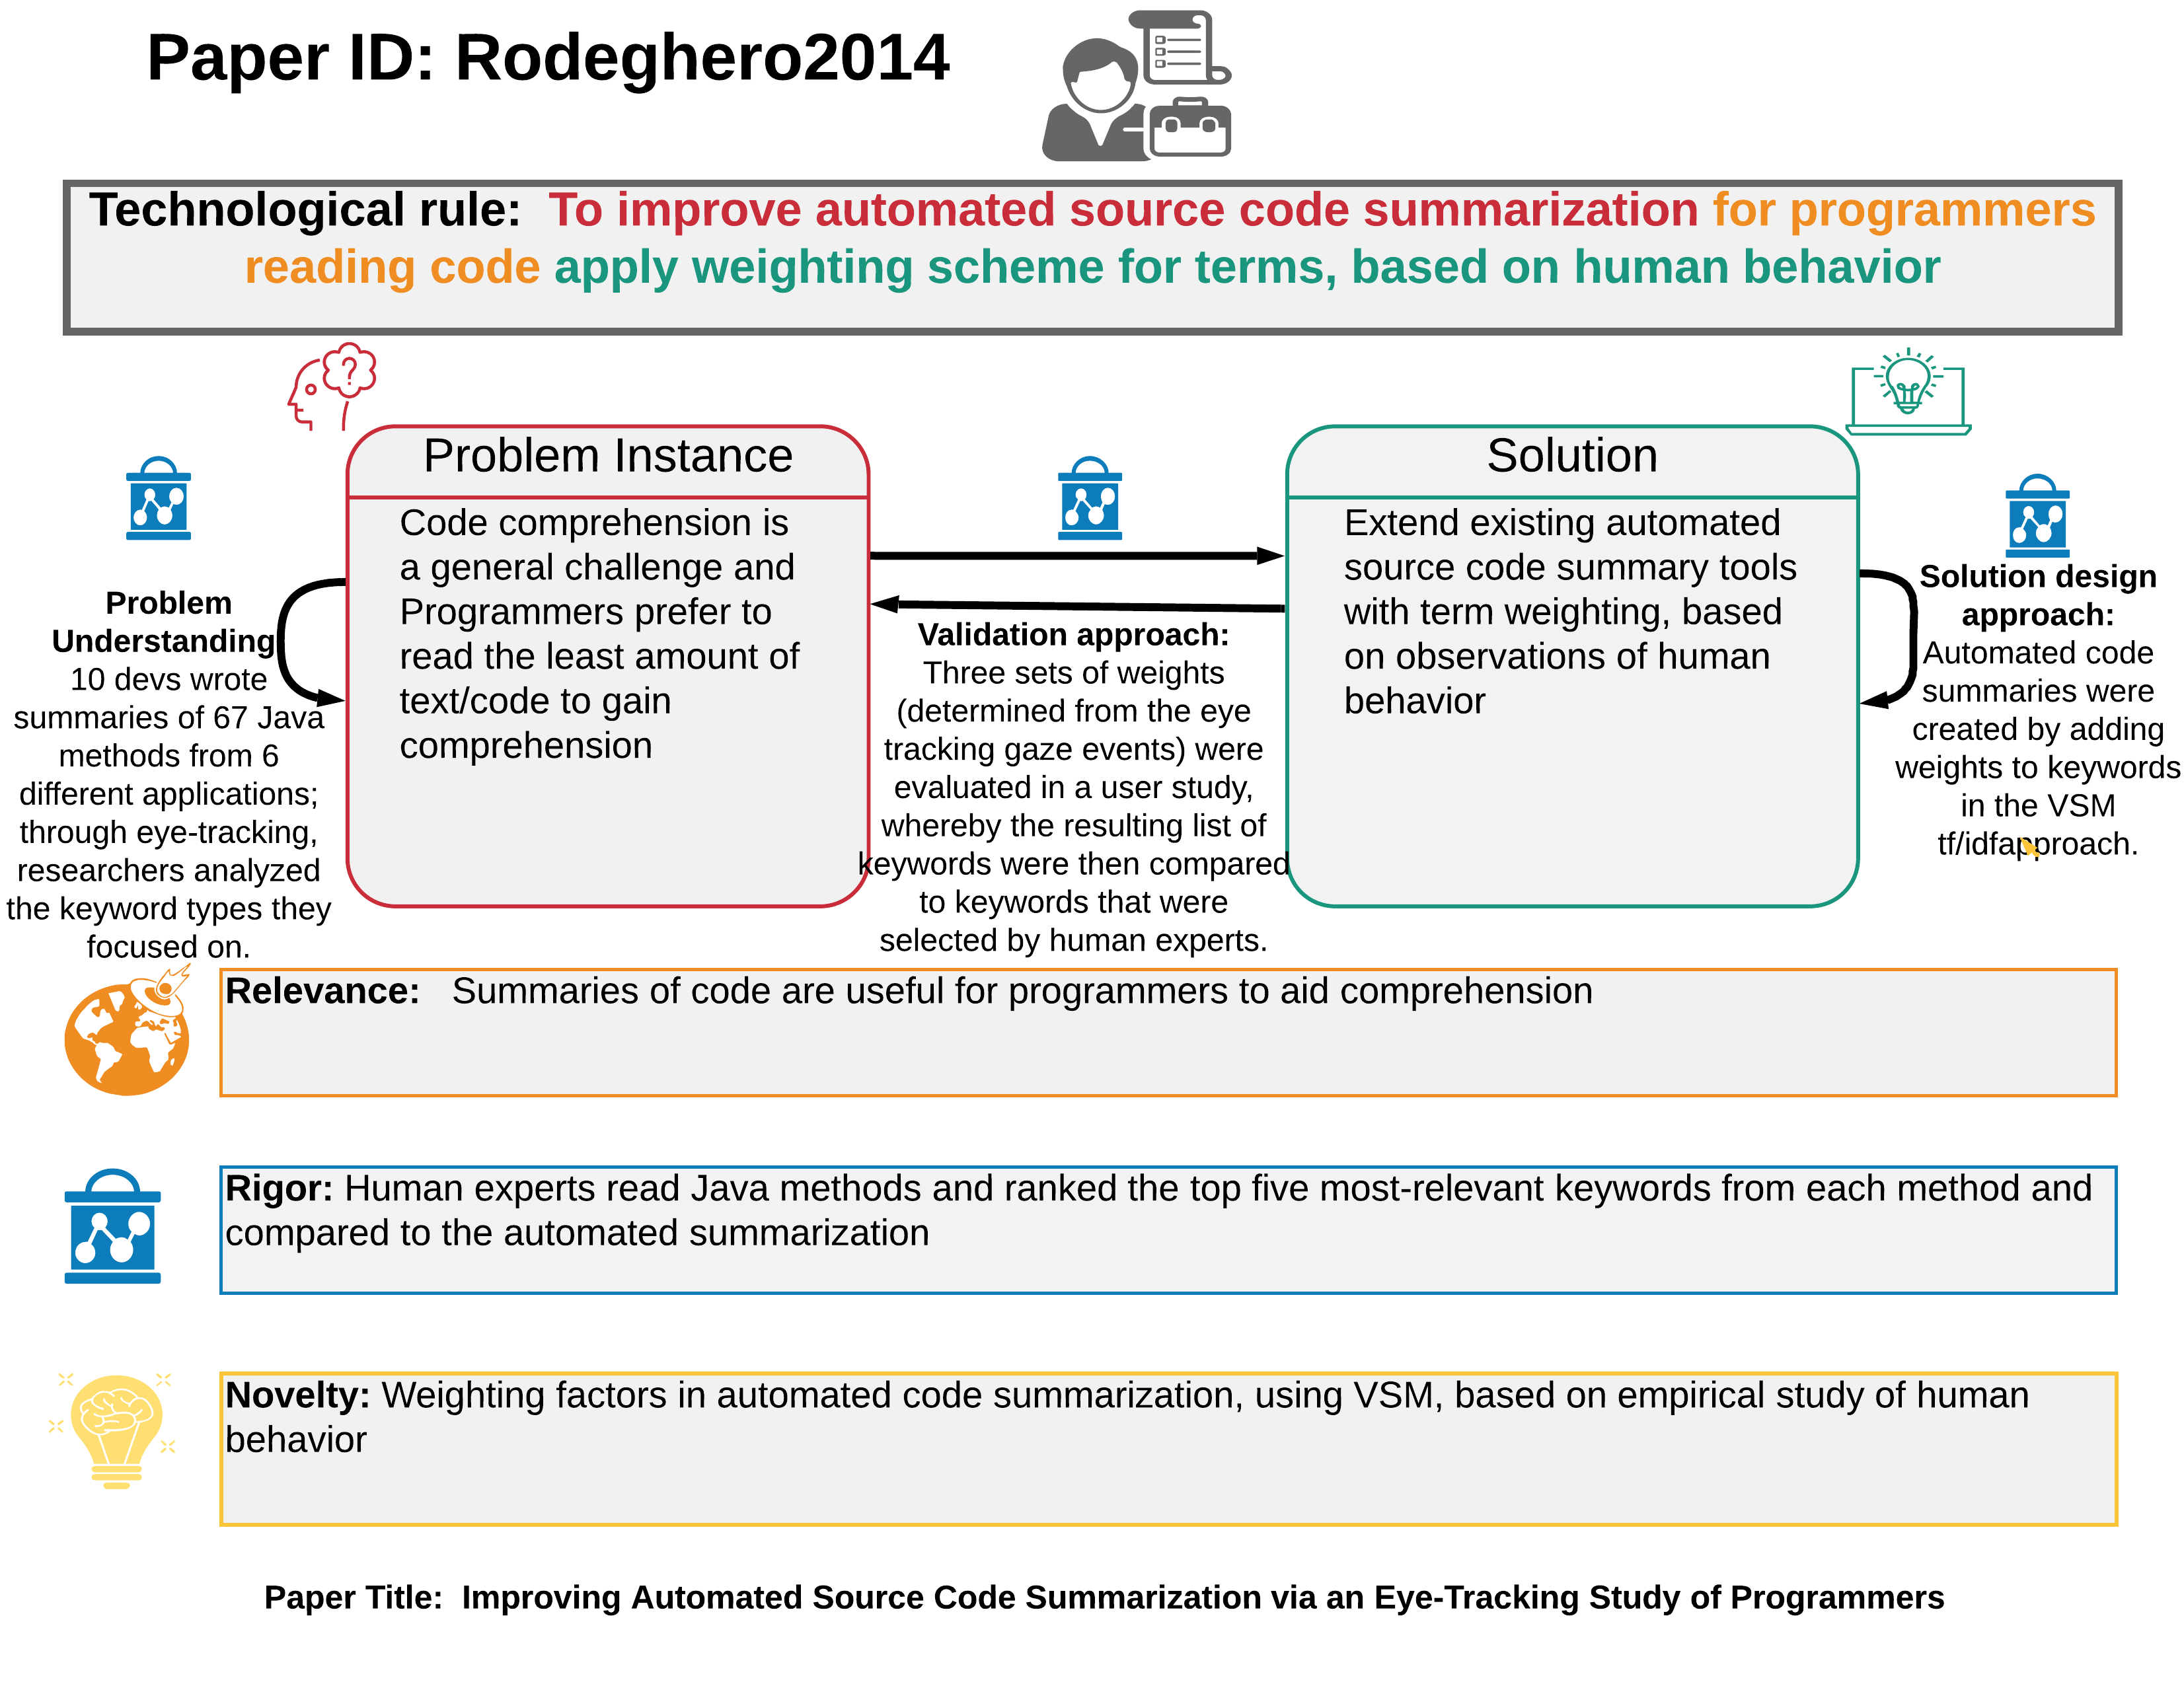 Paper ID: Rodeghero2014
Technological rule: To improve automated source code summarization for programmers
reading code apply weighting scheme for terms, based on human behavior
Problem Instance
Code comprehension is
a general challenge and
Programmers prefer to
read the least amount of
text/code to gain
comprehension
Solution
Extend existing automated
source code summary tools
with term weighting, based
on observations of human
behavior
Problem
Understanding
10 devs wrote
summaries of 67 Java
methods from 6
different applications;
through eye-tracking,
researchers analyzed
the keyword types they
focused on.
Validation approach:
Three sets of weights
(determined from the eye
tracking gaze events) were
evaluated in a user study,
whereby the resulting list of
keywords were then compared
to keywords that were
selected by human experts.
Solution design
approach:
Automated code
summaries were
created by adding
weights to keywords
in the VSM
tf/idfapproach.
Relevance: Summaries of code are useful for programmers to aid comprehension
Rigor: Human experts read Java methods and ranked the top five most-relevant keywords from each method and
compared to the automated summarization
Novelty: Weighting factors in automated code summarization, using VSM, based on empirical study of human
behavior
Paper Title: Improving Automated Source Code Summarization via an Eye-Tracking Study of Programmers